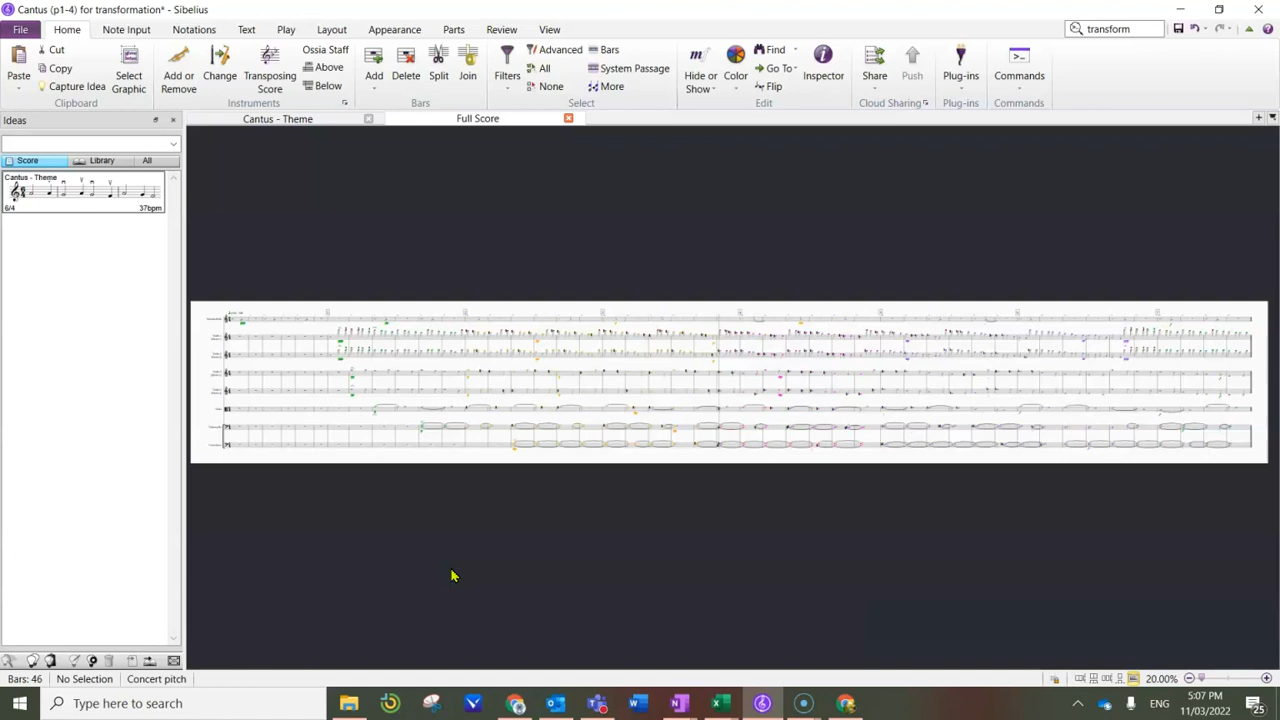 Cantus (p1-4) for transformation* - Sibelius
File Home Note Input Notations Text Play Layout Appearance Parts Review View transform
Paste Cut Copy Capture Idea Select Graphic Clipboard
Add or Remove Change Transposing Score Ossia Staff Above Below Instruments
Add Delete Split Join Bars
Filters Advanced All None Bars System Passage More Select
Hide or Show Color Find Go To Flip Inspector Edit
Share Push Cloud Sharing
Plug-ins Plug-ins
Commands Commands
Ideas
Cantus - Theme Full Score
Score Library All
Cantus - Theme
6/4 37bpm
Bars: 46 No Selection Concert pitch 20.00%
Type here to search
ENG
5:07 PM
11/03/2022
25